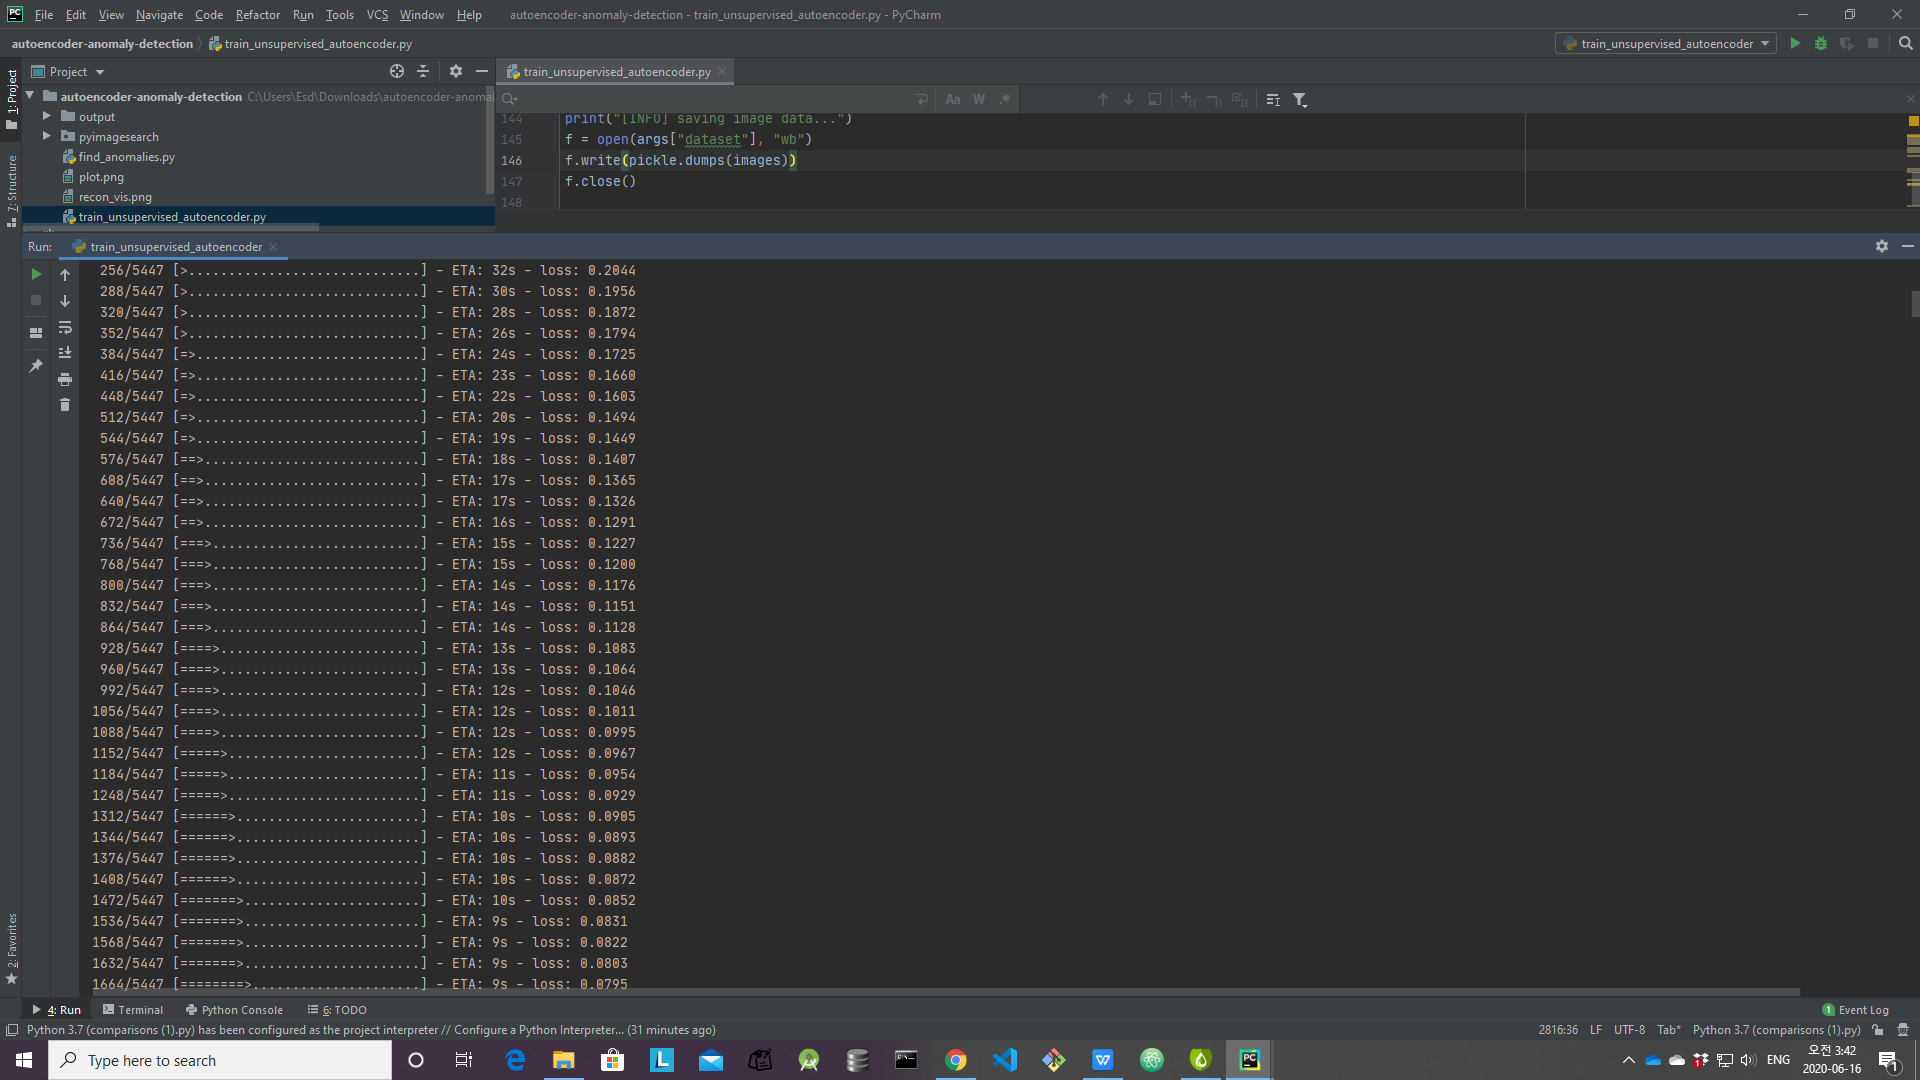 PC File Edit View Navigate Code Refactor Run Tools VCS Window Help autoencoder-anomaly-detection - train_unsupervised_autoencoder.py - PyCharm
autoencoder-anomaly-detection train_unsupervised_autoencoder.py train_unsupervised_autoencoder
1: Project
7: Structure
2: Favorites
Project
autoencoder-anomaly-detection C:\Users\Esd\Downloads\autoencoder-anomal
output
pyimagesearch
find_anomalies.py
plot.png
recon_vis.png
train_unsupervised_autoencoder.py
train_unsupervised_autoencoder.py
Aa W .*
144 print("[INFO] saving image data...")
145 f = open(args["dataset"], "wb")
146 f.write(pickle.dumps(images))
147 f.close()
148
Run: train_unsupervised_autoencoder
256/5447 [>.............................] - ETA: 32s - loss: 0.2044
288/5447 [>.............................] - ETA: 30s - loss: 0.1956
320/5447 [>.............................] - ETA: 28s - loss: 0.1872
352/5447 [>.............................] - ETA: 26s - loss: 0.1794
384/5447 [=>............................] - ETA: 24s - loss: 0.1725
416/5447 [=>............................] - ETA: 23s - loss: 0.1660
448/5447 [=>............................] - ETA: 22s - loss: 0.1603
512/5447 [=>............................] - ETA: 20s - loss: 0.1494
544/5447 [=>............................] - ETA: 19s - loss: 0.1449
576/5447 [==>...........................] - ETA: 18s - loss: 0.1407
608/5447 [==>...........................] - ETA: 17s - loss: 0.1365
640/5447 [==>...........................] - ETA: 17s - loss: 0.1326
672/5447 [==>...........................] - ETA: 16s - loss: 0.1291
736/5447 [===>..........................] - ETA: 15s - loss: 0.1227
768/5447 [===>..........................] - ETA: 15s - loss: 0.1200
800/5447 [===>..........................] - ETA: 14s - loss: 0.1176
832/5447 [===>..........................] - ETA: 14s - loss: 0.1151
864/5447 [===>..........................] - ETA: 14s - loss: 0.1128
928/5447 [====>.........................] - ETA: 13s - loss: 0.1083
960/5447 [====>.........................] - ETA: 13s - loss: 0.1064
992/5447 [====>.........................] - ETA: 12s - loss: 0.1046
1056/5447 [====>.........................] - ETA: 12s - loss: 0.1011
1088/5447 [====>.........................] - ETA: 12s - loss: 0.0995
1152/5447 [=====>........................] - ETA: 12s - loss: 0.0967
1184/5447 [=====>........................] - ETA: 11s - loss: 0.0954
1248/5447 [=====>........................] - ETA: 11s - loss: 0.0929
1312/5447 [======>.......................] - ETA: 10s - loss: 0.0905
1344/5447 [======>.......................] - ETA: 10s - loss: 0.0893
1376/5447 [======>.......................] - ETA: 10s - loss: 0.0882
1408/5447 [======>.......................] - ETA: 10s - loss: 0.0872
1472/5447 [=======>......................] - ETA: 10s - loss: 0.0852
1536/5447 [=======>......................] - ETA: 9s - loss: 0.0831
1568/5447 [=======>......................] - ETA: 9s - loss: 0.0822
1632/5447 [=======>......................] - ETA: 9s - loss: 0.0803
1664/5447 [========>.....................] - ETA: 9s - loss: 0.0795
4: Run Terminal Python Console 6: TODO 1 Event Log
Python 3.7 (comparisons (1).py) has been configured as the project interpreter // Configure a Python Interpreter... (31 minutes ago) 2816:36 LF UTF-8 Tab* Python 3.7 (comparisons (1).py)
Type here to search ENG 오전 3:42
2020-06-16